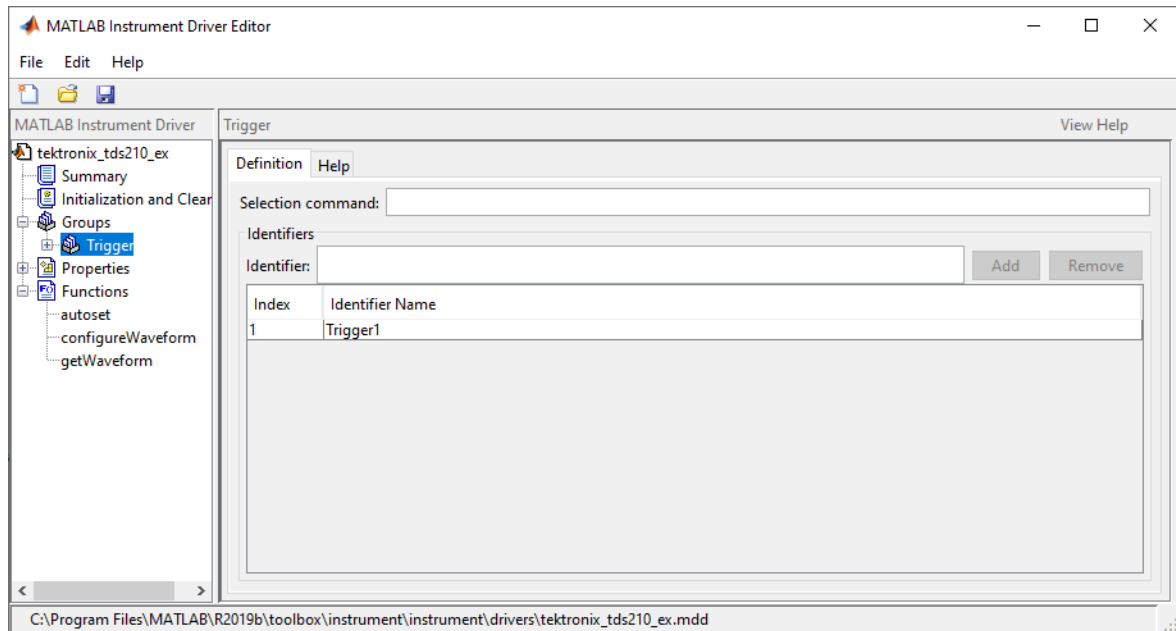 MATLAB Instrument Driver Editor
File Edit Help
MATLAB Instrument Driver
Trigger
View Help
tektronix_tds210_ex
Summary
Initialization and Clear
Groups
Trigger
Properties
Functions
autoset
configureWaveform
getWaveform
Definition Help
Selection command:
Identifiers
Identifier:
Add Remove
Index Identifier Name
1 Trigger1
C:\Program Files\MATLAB\R2019b\toolbox\instrument\instrument\drivers\tektronix_tds210_ex.mdd